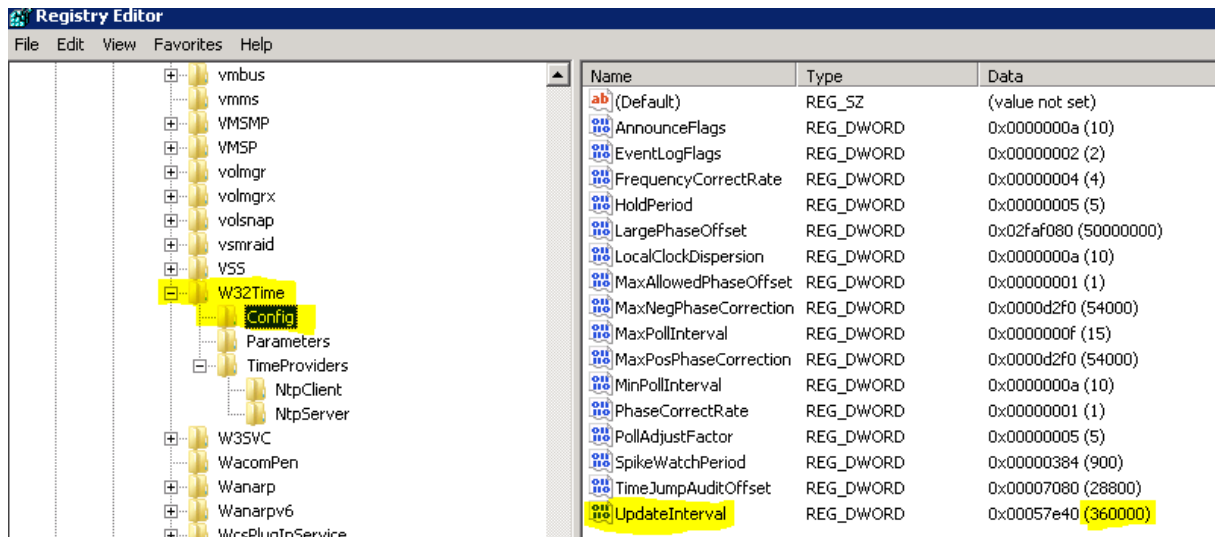 Registry Editor
File Edit View Favorites Help
vmbus
vmms
VMSMP
VMSP
volmgr
volmgrx
volsnap
vsmraid
VSS
W32Time
Config
Parameters
TimeProviders
NtpClient
NtpServer
W3SVC
WacomPen
Wanarp
Wanarpv6
WcsPlugInService
Name Type Data
(Default) REG_SZ (value not set)
AnnounceFlags REG_DWORD 0x0000000a (10)
EventLogFlags REG_DWORD 0x00000002 (2)
FrequencyCorrectRate REG_DWORD 0x00000004 (4)
HoldPeriod REG_DWORD 0x00000005 (5)
LargePhaseOffset REG_DWORD 0x02faf080 (50000000)
LocalClockDispersion REG_DWORD 0x0000000a (10)
MaxAllowedPhaseOffset REG_DWORD 0x00000001 (1)
MaxNegPhaseCorrection REG_DWORD 0x0000d2f0 (54000)
MaxPollInterval REG_DWORD 0x0000000f (15)
MaxPosPhaseCorrection REG_DWORD 0x0000d2f0 (54000)
MinPollInterval REG_DWORD 0x0000000a (10)
PhaseCorrectRate REG_DWORD 0x00000001 (1)
PollAdjustFactor REG_DWORD 0x00000005 (5)
SpikeWatchPeriod REG_DWORD 0x00000384 (900)
TimeJumpAuditOffset REG_DWORD 0x00007080 (28800)
UpdateInterval REG_DWORD 0x00057e40 (360000)